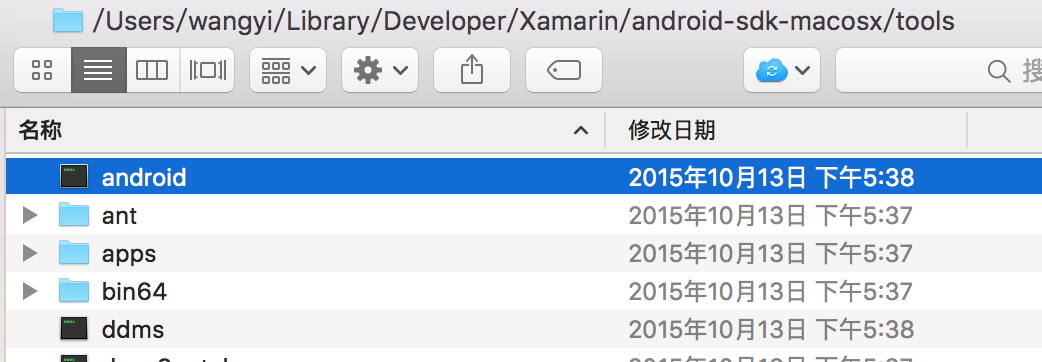 /Users/wangyi/Library/Developer/Xamarin/android-sdk-macosx/tools
搜
名称 修改日期
android 2015年10月13日 下午5:38
ant 2015年10月13日 下午5:37
apps 2015年10月13日 下午5:37
bin64 2015年10月13日 下午5:37
ddms 2015年10月13日 下午5:38